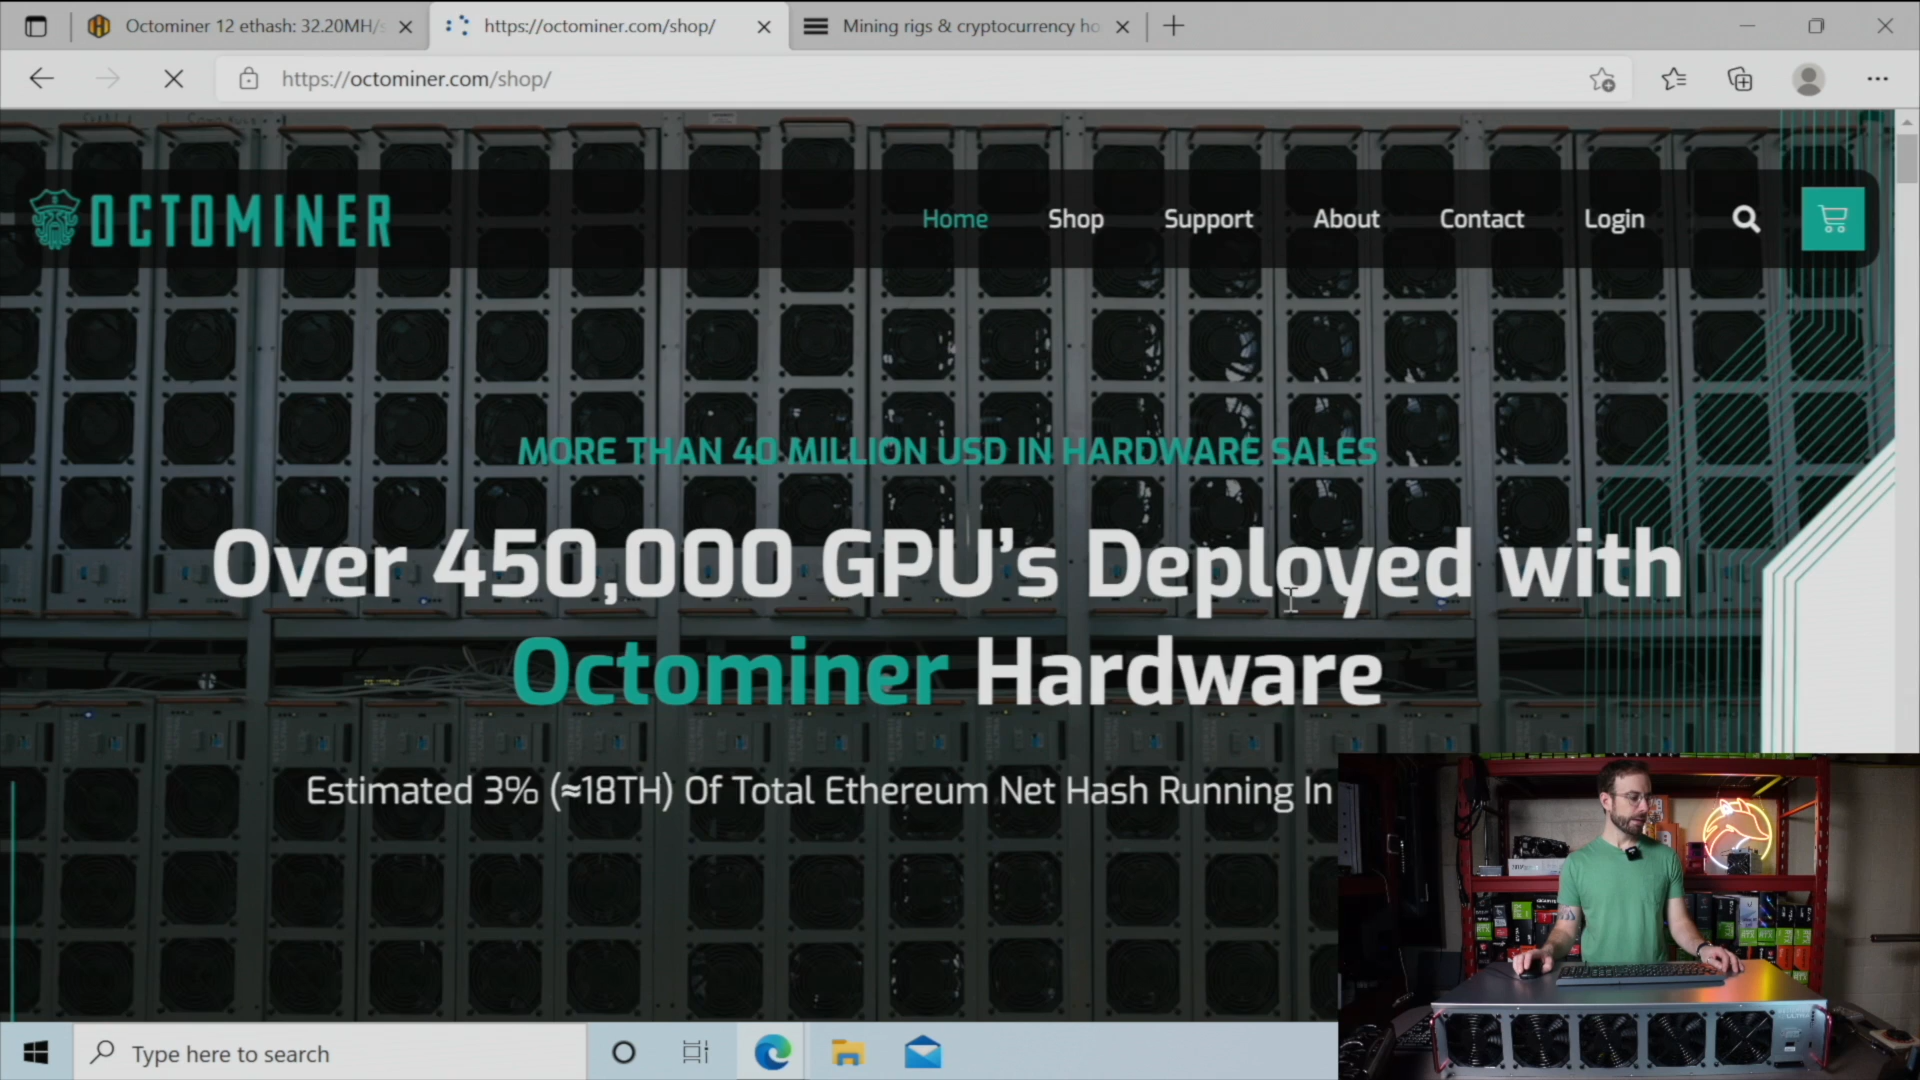 Octominer 12 ethash: 32.20MH/s
https://octominer.com/shop/
Mining rigs & cryptocurrency ho
https://octominer.com/shop/
OCTOMINER
Home
Shop
Support
About
Contact
Login
MORE THAN 40 MILLION USD IN HARDWARE SALES
Over 450,000 GPU's Deployed with
Octominer Hardware
Estimated 3% (≈18TH) Of Total Ethereum Net Hash Running In
Type here to search